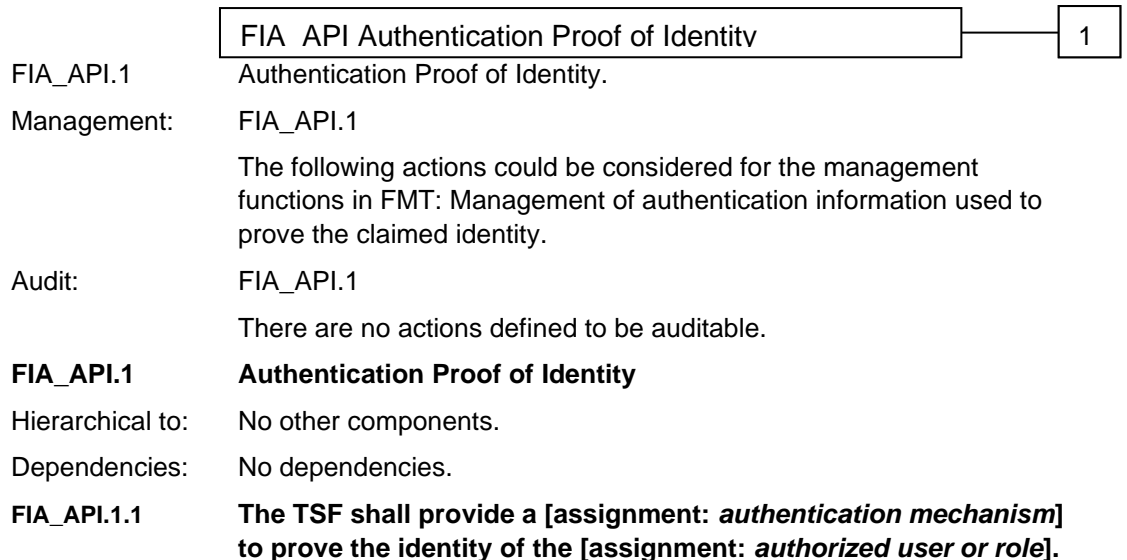 FIA_API Authentication Proof of Identity 1
FIA_API.1 Authentication Proof of Identity.
Management: FIA_API.1
The following actions could be considered for the management
functions in FMT: Management of authentication information used to
prove the claimed identity.
Audit: FIA_API.1
There are no actions defined to be auditable.
FIA_API.1 Authentication Proof of Identity
Hierarchical to: No other components.
Dependencies: No dependencies.
FIA_API.1.1 The TSF shall provide a [assignment: authentication mechanism]
to prove the identity of the [assignment: authorized user or role].